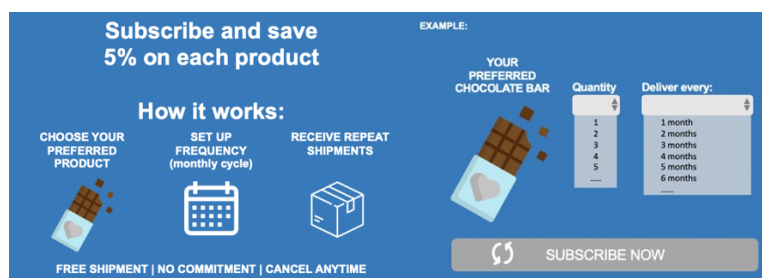 Subscribe and save
5% on each product
How it works:
CHOOSE YOUR
PREFERRED
PRODUCT
SET UP
FREQUENCY
(monthly cycle)
RECEIVE REPEAT
SHIPMENTS
FREE SHIPMENT | NO COMMITMENT | CANCEL ANYTIME
EXAMPLE:
YOUR
PREFERRED
CHOCOLATE BAR
Quantity
1
2
3
4
5
.....
Deliver every:
1 month
2 months
3 months
4 months
5 months
6 months
......
SUBSCRIBE NOW